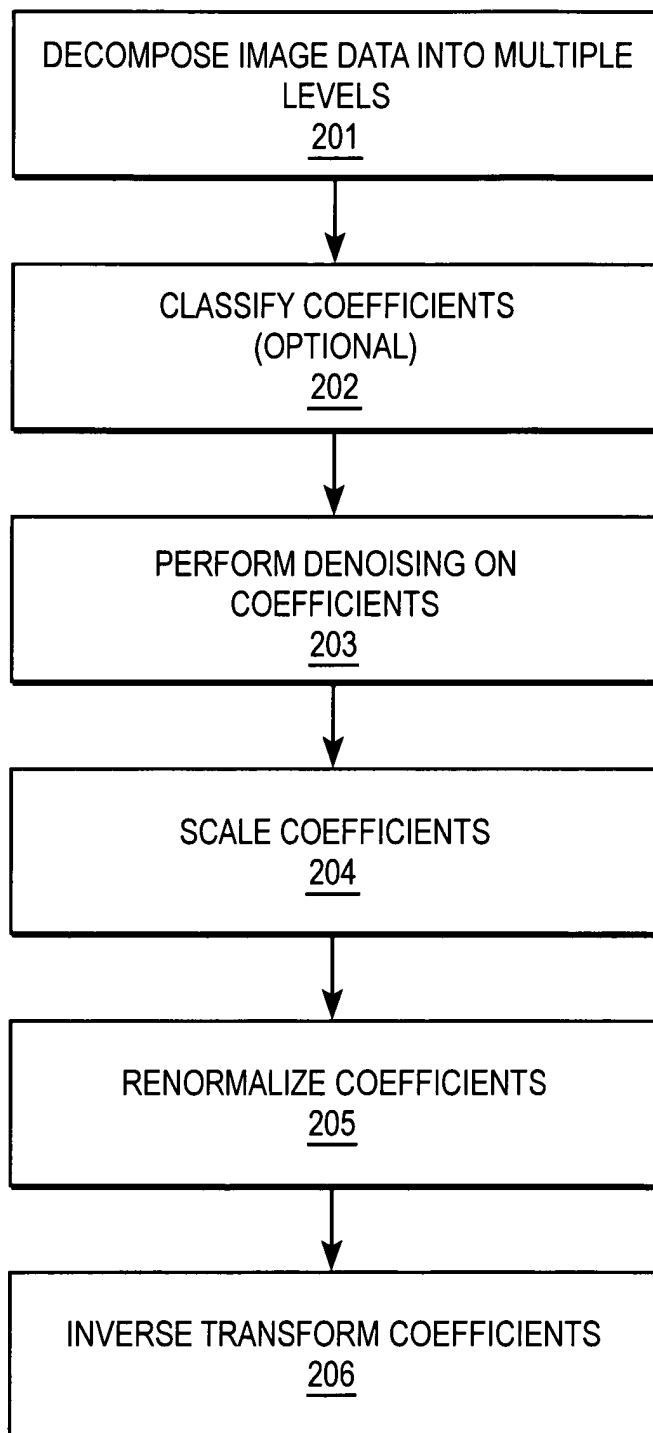 DECOMPOSE IMAGE DATA INTO MULTIPLE
LEVELS
201
CLASSIFY COEFFICIENTS
(OPTIONAL)
202
PERFORM DENOISING ON
COEFFICIENTS
203
SCALE COEFFICIENTS
204
RENORMALIZE COEFFICIENTS
205
INVERSE TRANSFORM COEFFICIENTS
206